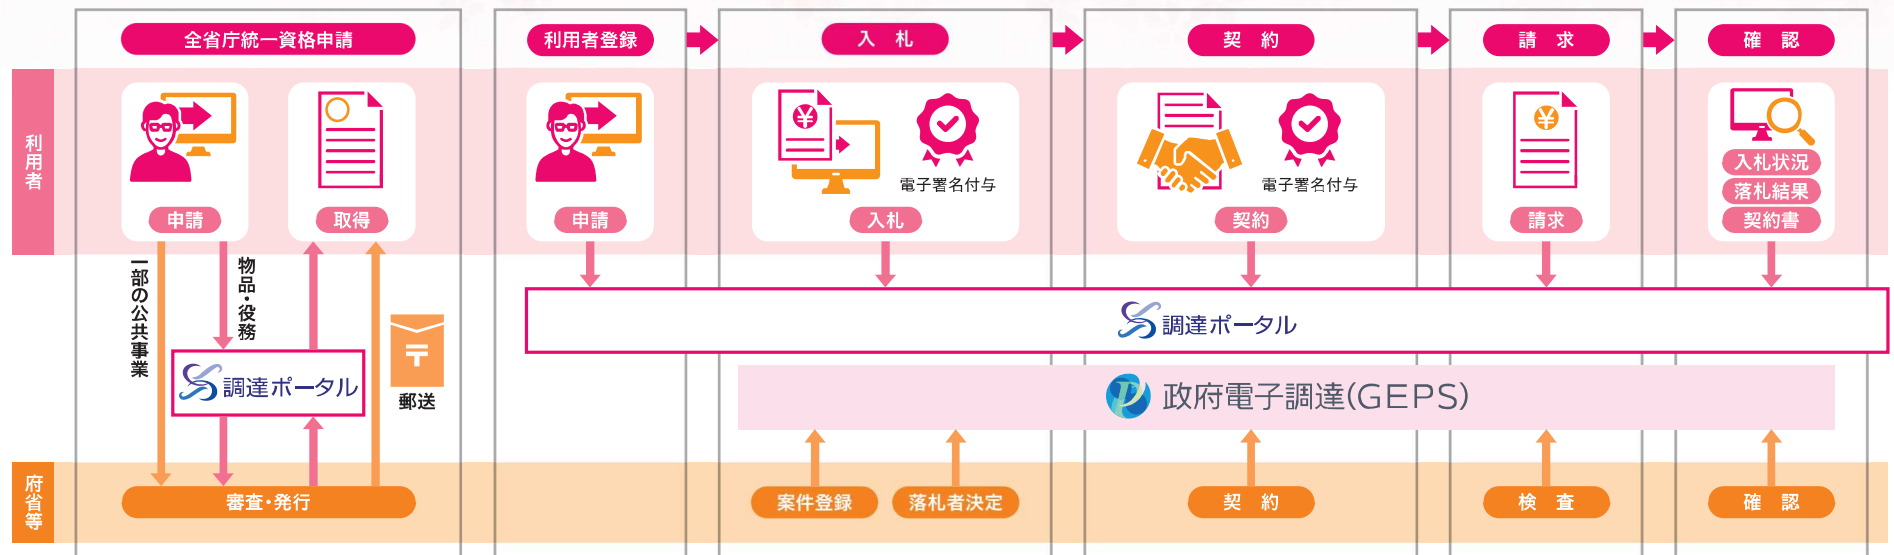 全省庁統一資格申請
利用者登録
入 札
契 約
請 求
確 認
利用者
申請
取得
申請
電子署名付与
入札
電子署名付与
契約
請求
入札状況
落札結果
契約書
一部の公共事業
物品・役務
郵送
調達ポータル
調達ポータル
政府電子調達(GEPS)
府省等
審査・発行
案件登録
落札者決定
契 約
検 査
確 認